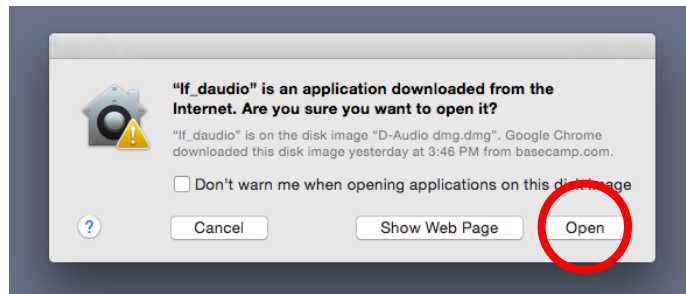 “If_daudio” is an application downloaded from the
Internet. Are you sure you want to open it?
“If_daudio” is on the disk image “D-Audio dmg.dmg”. Google Chrome
downloaded this disk image yesterday at 3:46 PM from basecamp.com.
Don’t warn me when opening applications on this disk image
? Cancel Show Web Page Open